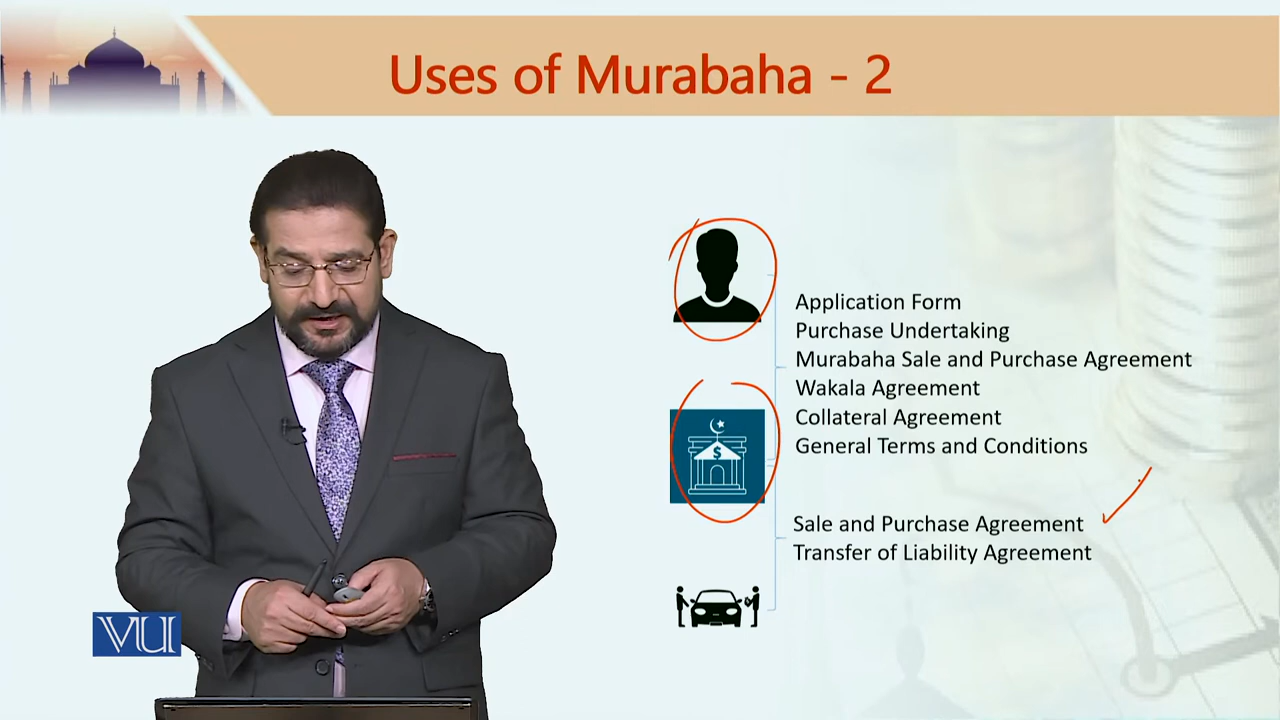 Uses of Murabaha - 2
Application Form
Purchase Undertaking
Murabaha Sale and Purchase Agreement
Wakala Agreement
Collateral Agreement
General Terms and Conditions
$
Sale and Purchase Agreement
Transfer of Liability Agreement
VU